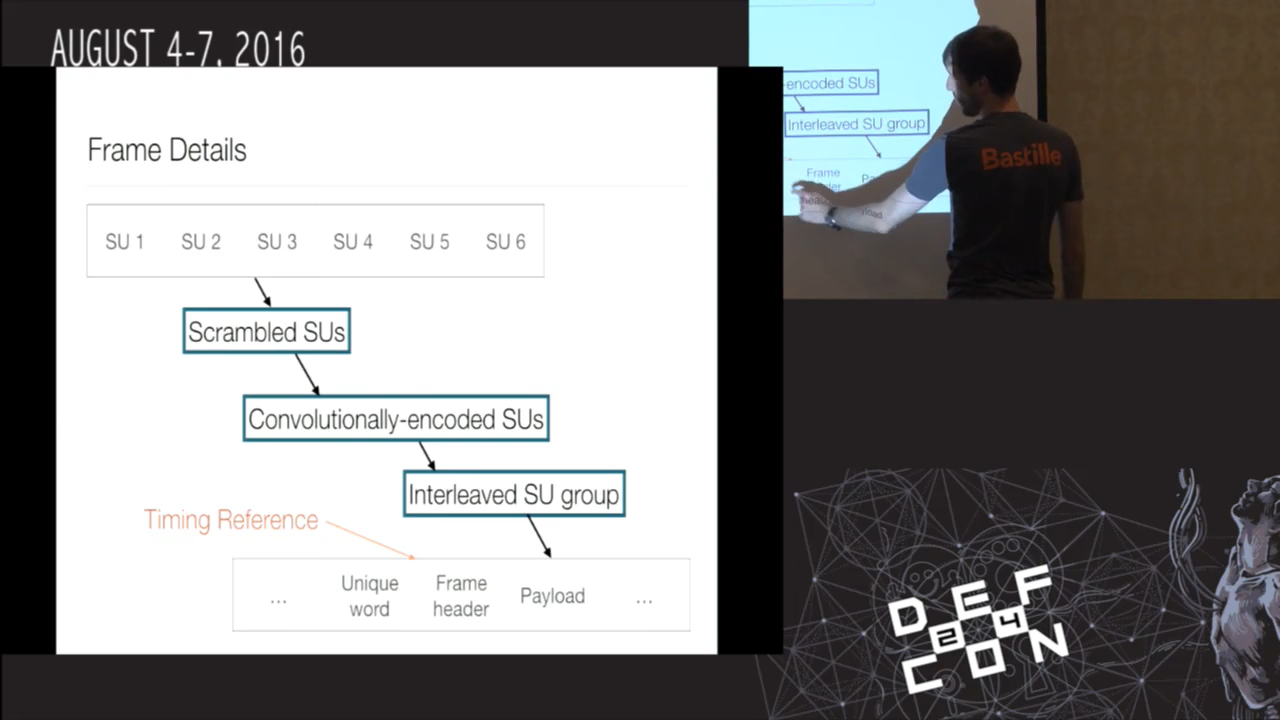 AUGUST 4-7, 2016
Frame Details
SU 1 SU 2 SU 3 SU 4 SU 5 SU 6
Scrambled SUs
Convolutionally-encoded SUs
Interleaved SU group
Timing Reference
... Unique word Frame header Payload ...
-encoded SUs
Interleaved SU group
Frame
Bastille
DEF
24
CON